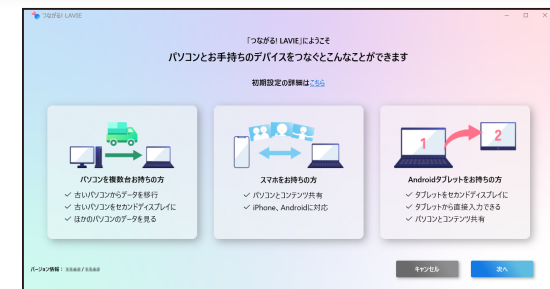 つながる! LAVIE
「つながる! LAVIE」にようこそ
パソコンとお手持ちのデバイスをつなぐとこんなことができます
初期設定の詳細はこちら
パソコンを複数台お持ちの方
✓ 古いパソコンからデータを移行
✓ 古いパソコンをセカンドディスプレイに
✓ ほかのパソコンのデータを見る
スマホをお持ちの方
✓ パソコンとコンテンツ共有
✓ iPhone、Androidに対応
1
2
Androidタブレットをお持ちの方
✓ タブレットをセカンドディスプレイに
✓ タブレットから直接入力できる
✓ パソコンとコンテンツ共有
バージョン情報:
キャンセル
次へ